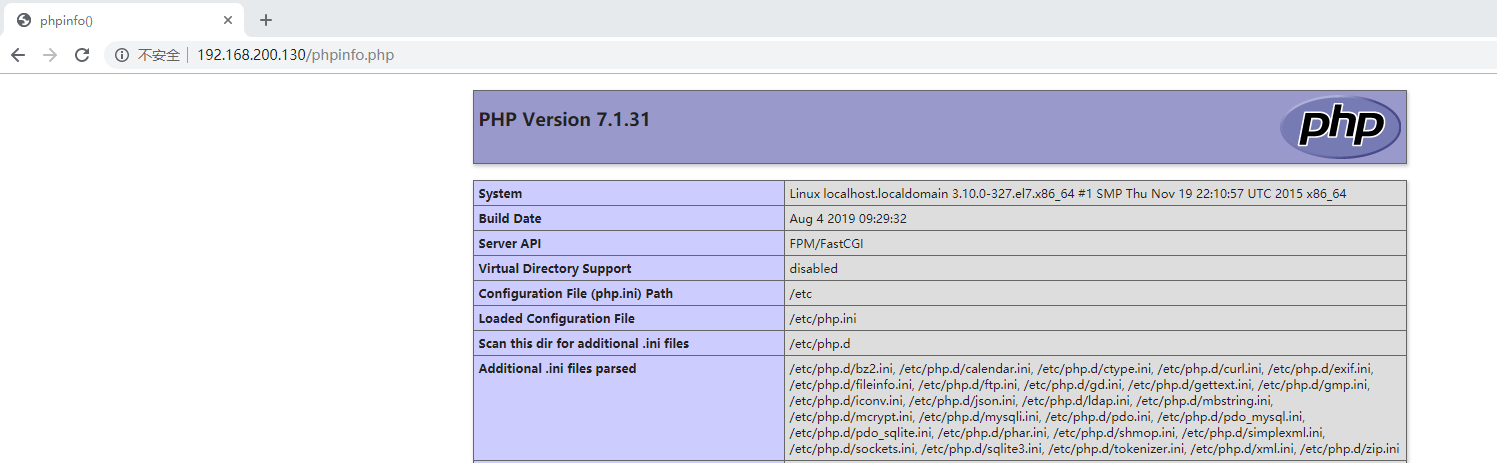 phpinfo()
不安全 192.168.200.130/phpinfo.php
PHP Version 7.1.31
php
System Linux localhost.localdomain 3.10.0-327.el7.x86_64 #1 SMP Thu Nov 19 22:10:57 UTC 2015 x86_64
Build Date Aug 4 2019 09:29:32
Server API FPM/FastCGI
Virtual Directory Support disabled
Configuration File (php.ini) Path /etc
Loaded Configuration File /etc/php.ini
Scan this dir for additional .ini files /etc/php.d
Additional .ini files parsed /etc/php.d/bz2.ini, /etc/php.d/calendar.ini, /etc/php.d/ctype.ini, /etc/php.d/curl.ini, /etc/php.d/exif.ini,
/etc/php.d/fileinfo.ini, /etc/php.d/ftp.ini, /etc/php.d/gd.ini, /etc/php.d/gettext.ini, /etc/php.d/gmp.ini,
/etc/php.d/iconv.ini, /etc/php.d/json.ini, /etc/php.d/ldap.ini, /etc/php.d/mbstring.ini,
/etc/php.d/mcrypt.ini, /etc/php.d/mysqli.ini, /etc/php.d/pdo.ini, /etc/php.d/pdo_mysql.ini,
/etc/php.d/pdo_sqlite.ini, /etc/php.d/phar.ini, /etc/php.d/shmop.ini, /etc/php.d/simplexml.ini,
/etc/php.d/sockets.ini, /etc/php.d/sqlite3.ini, /etc/php.d/tokenizer.ini, /etc/php.d/xml.ini, /etc/php.d/zip.ini